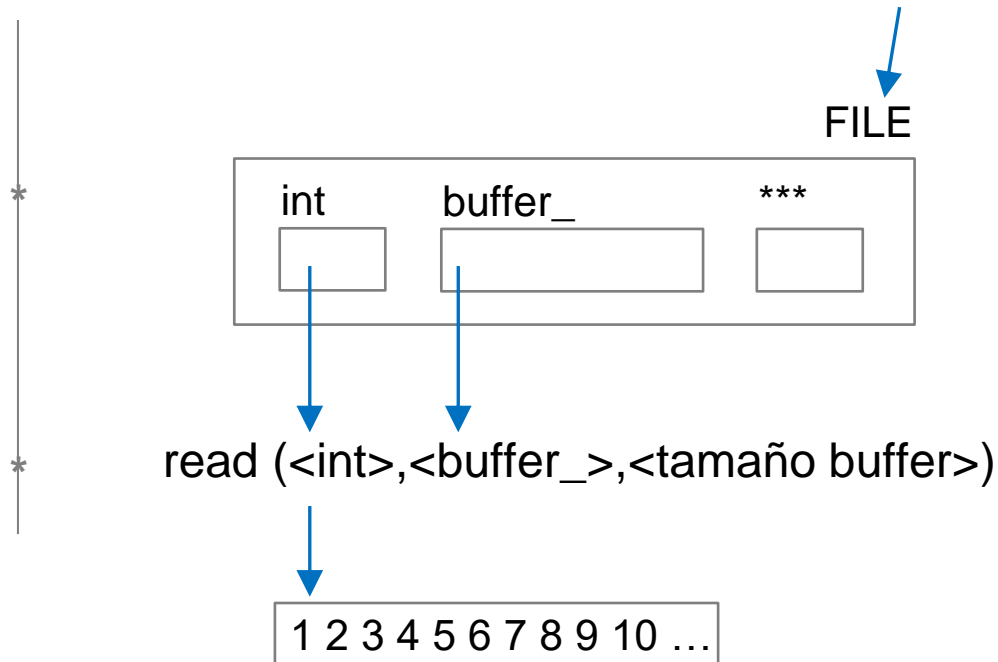 FILE
* int buffer_ ***
* read (<int>,<buffer_>,<tamaño buffer>)
1 2 3 4 5 6 7 8 9 10 …